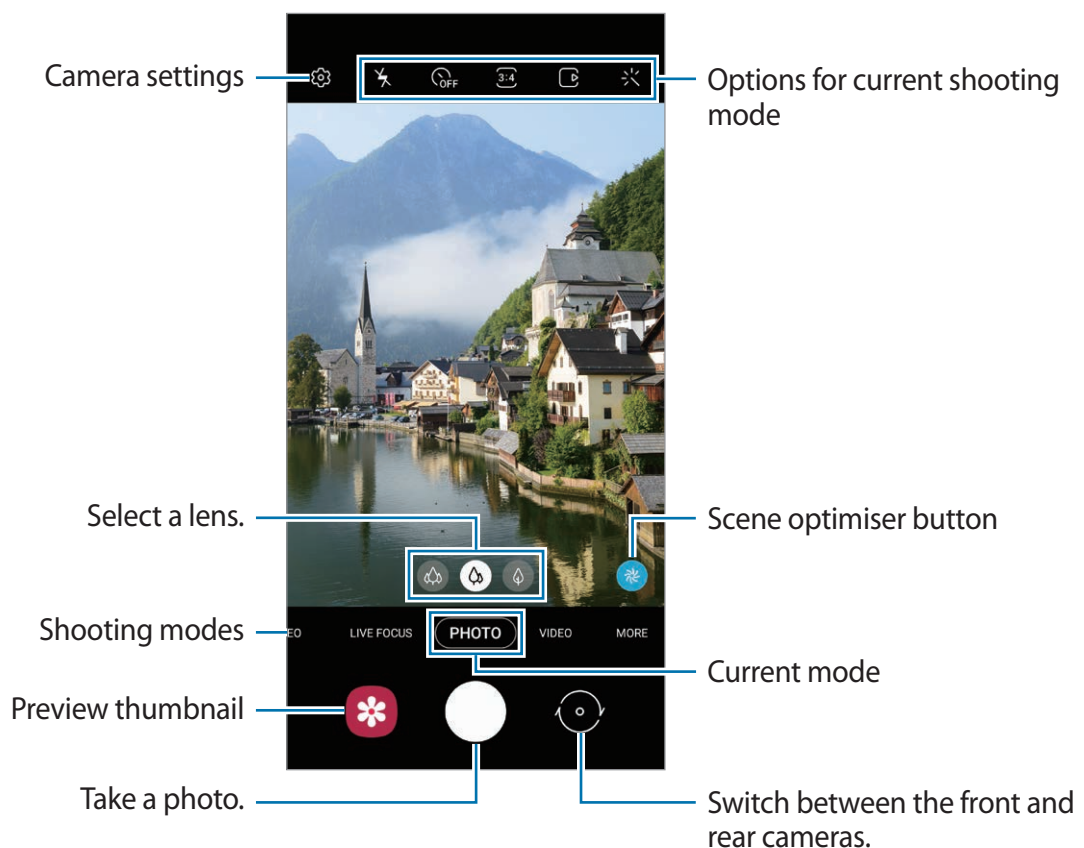 Camera settings
OFF
3:4
Options for current shooting
mode
Select a lens.
Scene optimiser button
Shooting modes
EO
LIVE FOCUS
PHOTO
VIDEO
MORE
Current mode
Preview thumbnail
Take a photo.
Switch between the front and
rear cameras.